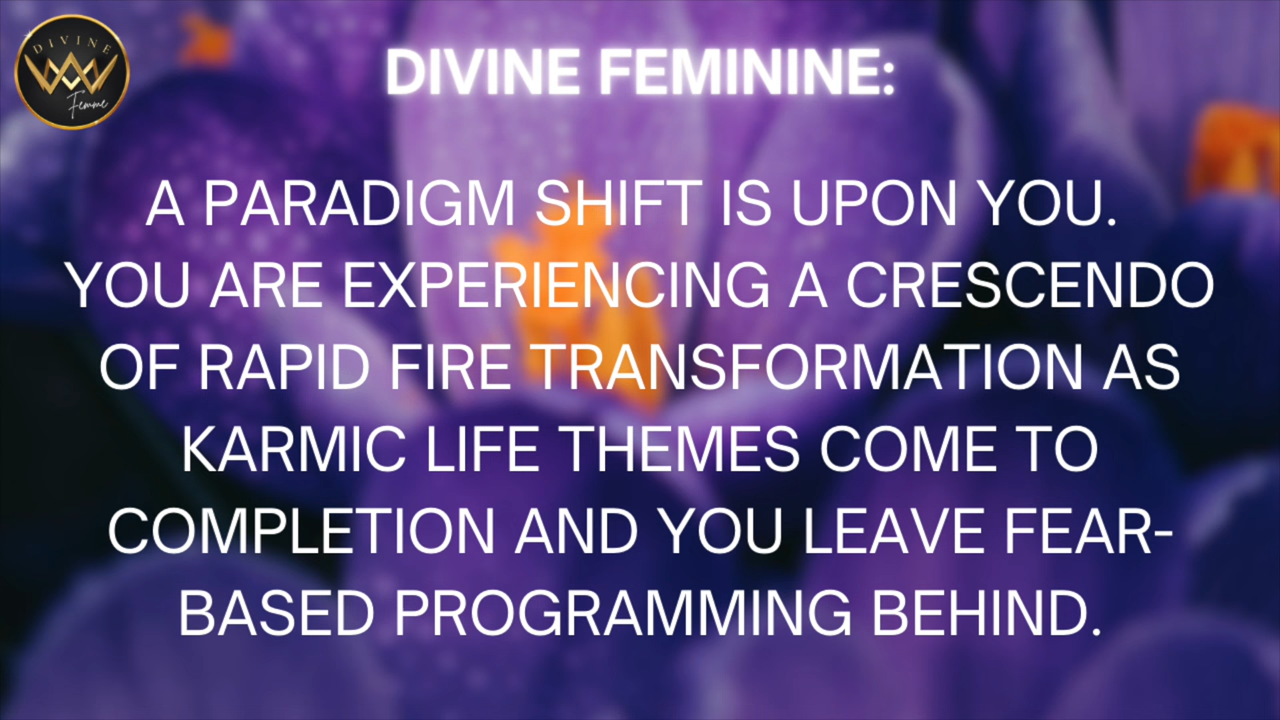 DIVINE
Femme
DIVINE FEMININE:
A PARADIGM SHIFT IS UPON YOU.
YOU ARE EXPERIENCING A CRESCENDO
OF RAPID FIRE TRANSFORMATION AS
KARMIC LIFE THEMES COME TO
COMPLETION AND YOU LEAVE FEAR-
BASED PROGRAMMING BEHIND.